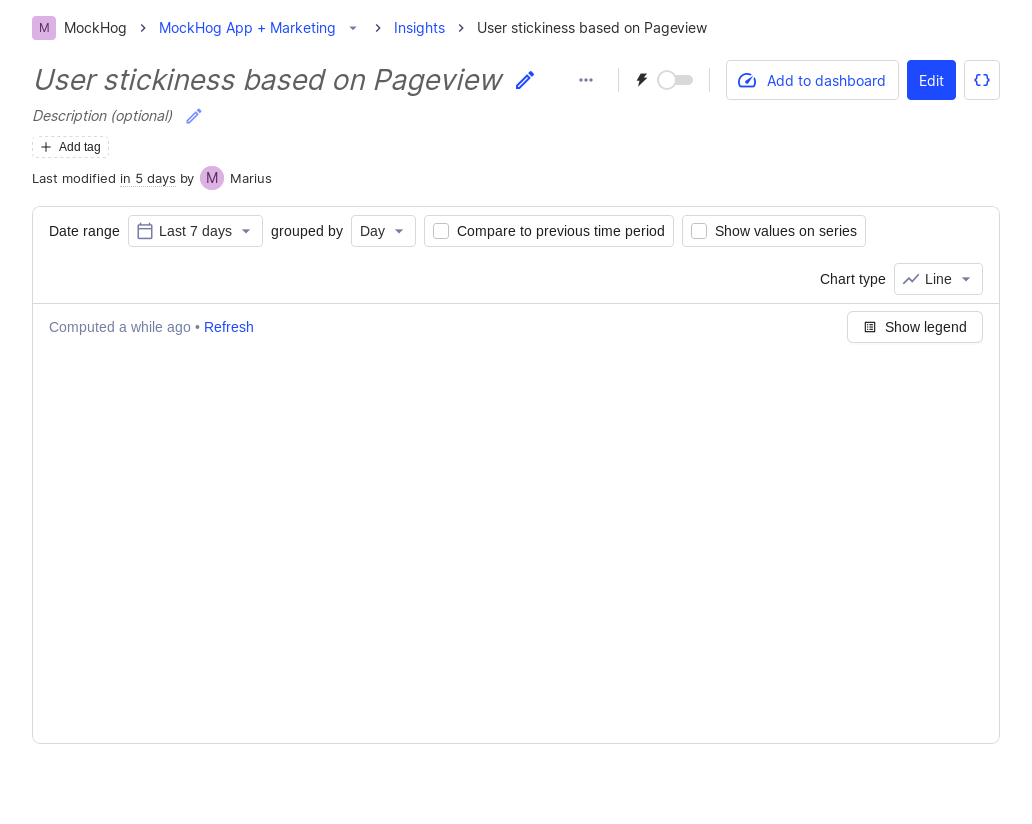 M MockHog > MockHog App + Marketing > Insights > User stickiness based on Pageview
User stickiness based on Pageview
Add to dashboard
Edit
{}
Description (optional)
+ Add tag
Last modified in 5 days by M Marius
Date range Last 7 days grouped by Day Compare to previous time period Show values on series
Chart type Line
Computed a while ago • Refresh
Show legend